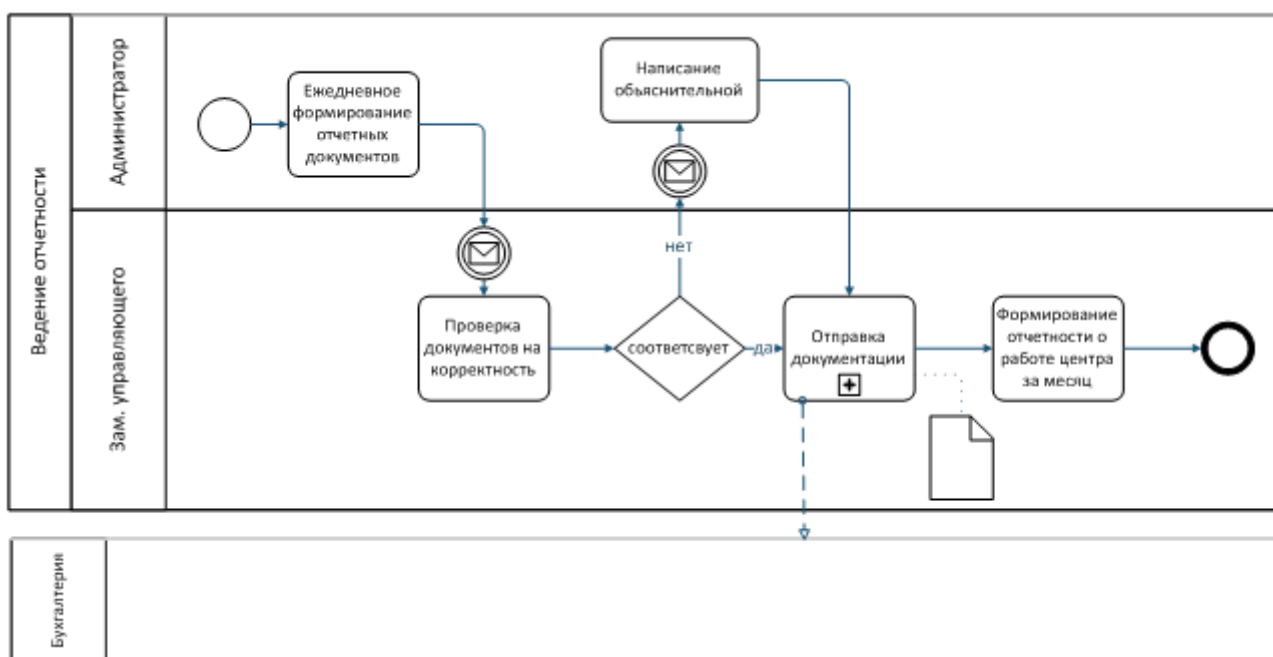 Ведение отчетности
Администратор
Ежедневное
формирование
отчетных
документов
Написание
обьяснительной
Зам. управляющего
Проверка
документов на
корректность
нет
соответсвует
да
Отправка
документации
Формирование
отчетности о
работе центра
за месяц
Бухгалтерия